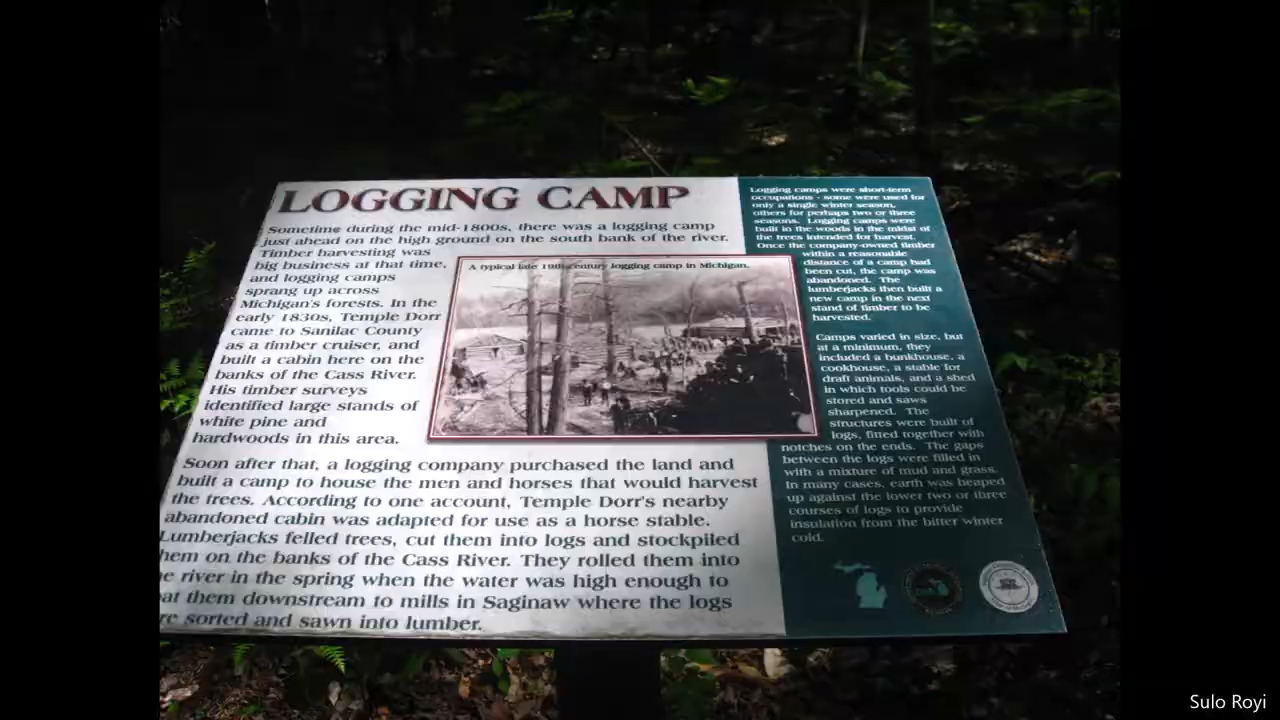 LOGGING CAMP
Sometime during the mid-1800s, there was a logging camp
just ahead on the high ground on the south bank of the river.
Timber harvesting was
big business at that time,
and logging camps
sprang up across
Michigan's forests. In the
early 1830s, Temple Dorr
came to Sanilac County
as a timber cruiser, and
built a cabin here on the
banks of the Cass River.
His timber surveys
identified large stands of
white pine and
hardwoods in this area.
A typical late 19th century logging camp in Michigan.
Soon after that, a logging company purchased the land and
built a camp to house the men and horses that would harvest
the trees. According to one account, Temple Dorr's nearby
abandoned cabin was adapted for use as a horse stable.
Lumberjacks felled trees, cut them into logs and stockpiled
hem on the banks of the Cass River. They rolled them into
e river in the spring when the water was high enough to
at them downstream to mills in Saginaw where the logs
re sorted and sawn into lumber.
Logging camps were short-term
occupations - some were used for
only a single winter season,
others for perhaps two or three
seasons. Logging camps were
built in the woods in the midst of
the trees intended for harvest.
Once the company-owned timber
within a reasonable
distance of a camp had
been cut, the camp was
abandoned. The
lumberjacks then built a
new camp in the next
stand of timber to be
harvested.
Camps varied in size, but
at a minimum, they
included a bunkhouse, a
cookhouse, a stable for
draft animals, and a shed
in which tools could be
stored and saws
sharpened. The
structures were built of
logs, fitted together with
notches on the ends. The gaps
between the logs were filled in
with a mixture of mud and grass.
In many cases, earth was heaped
up against the lower two or three
courses of logs to provide
insulation from the bitter winter
cold.
Sulo Royi